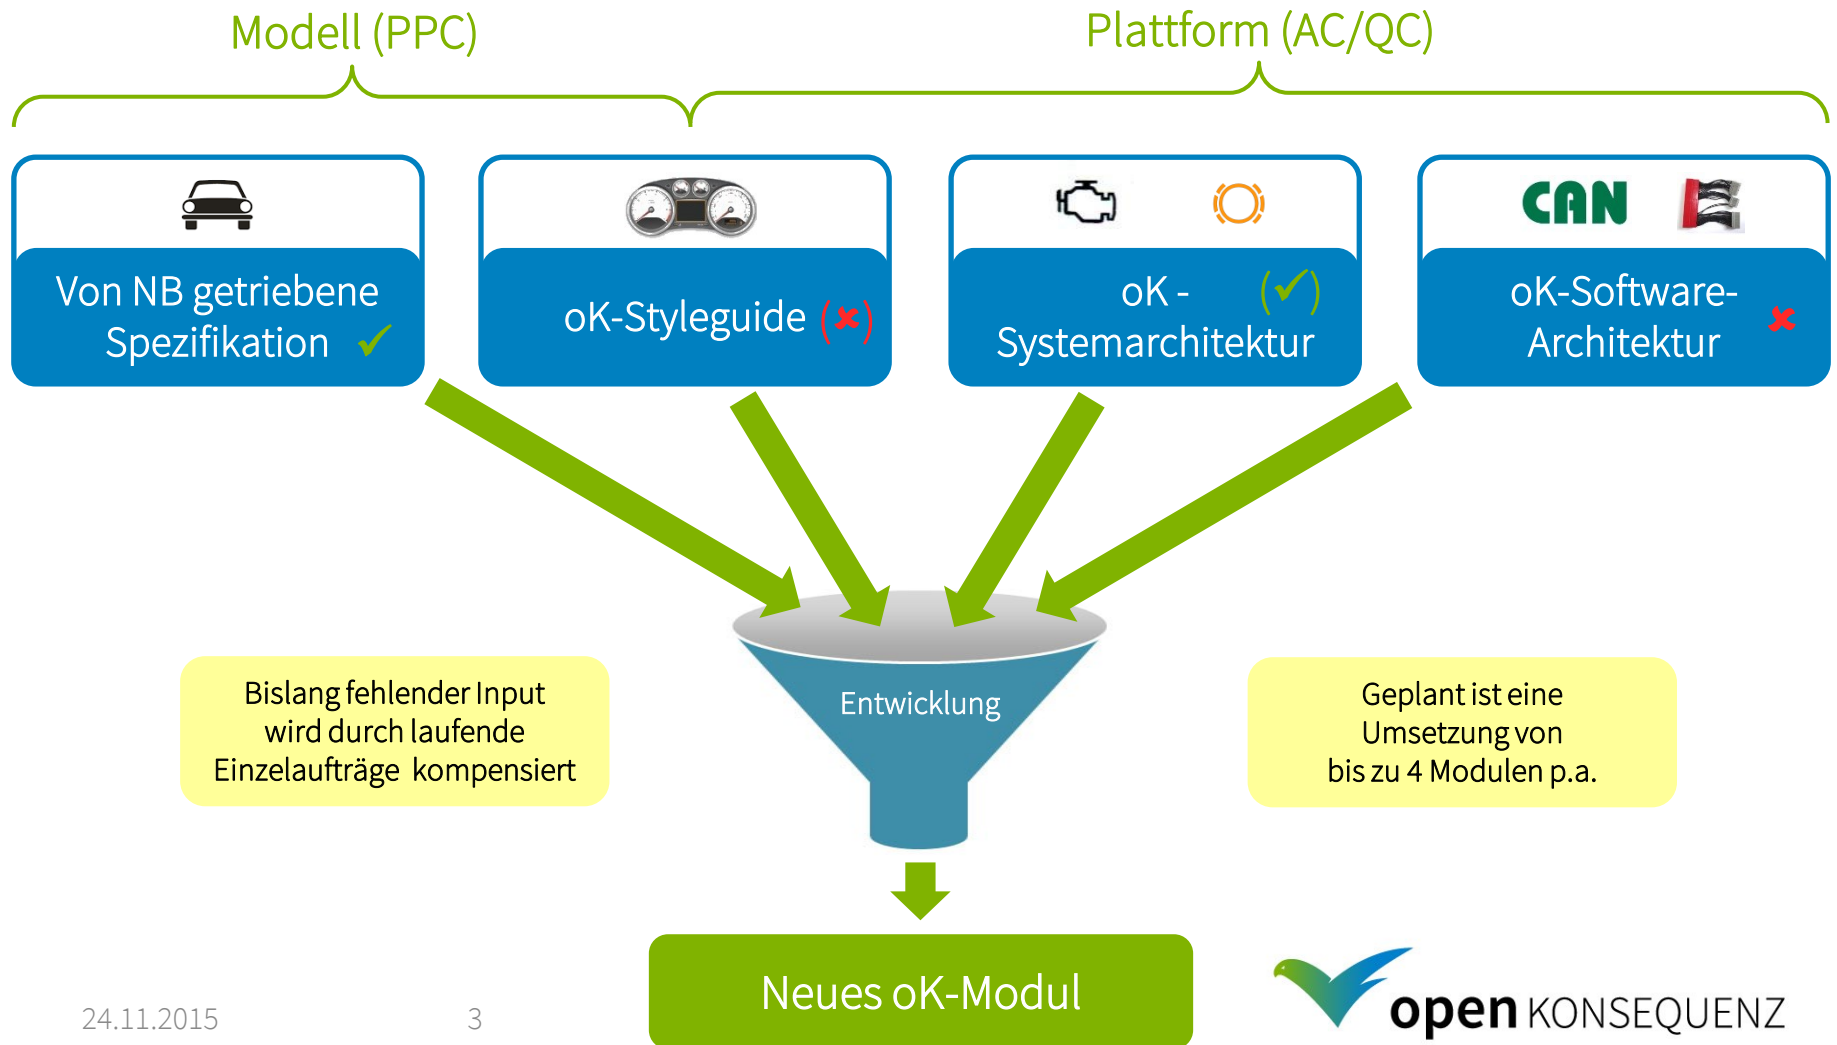 Modell (PPC)
Plattform (AC/QC)
CAN
Von NB getriebene
Spezifikation
oK-Styleguide
oK -
Systemarchitektur
oK-Software-
Architektur
Entwicklung
Bislang fehlender Input
wird durch laufende
Einzelaufträge kompensiert
Geplant ist eine
Umsetzung von
bis zu 4 Modulen p.a.
Neues oK-Modul
24.11.2015
3
open KONSEQUENZ